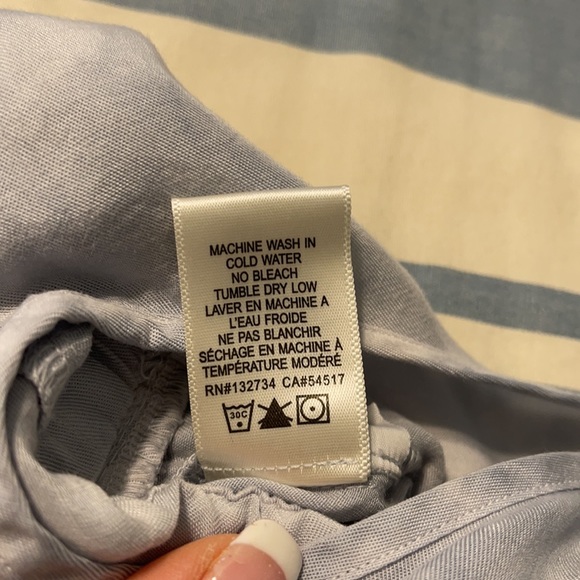 MACHINE WASH IN
COLD WATER
NO BLEACH
TUMBLE DRY LOW
LAVER EN MACHINE A
L'EAU FROIDE
NE PAS BLANCHIR
SÉCHAGE EN MACHINE À
TEMPÉRATURE MODÉRÉ
RN#132734 CA#54517
30C